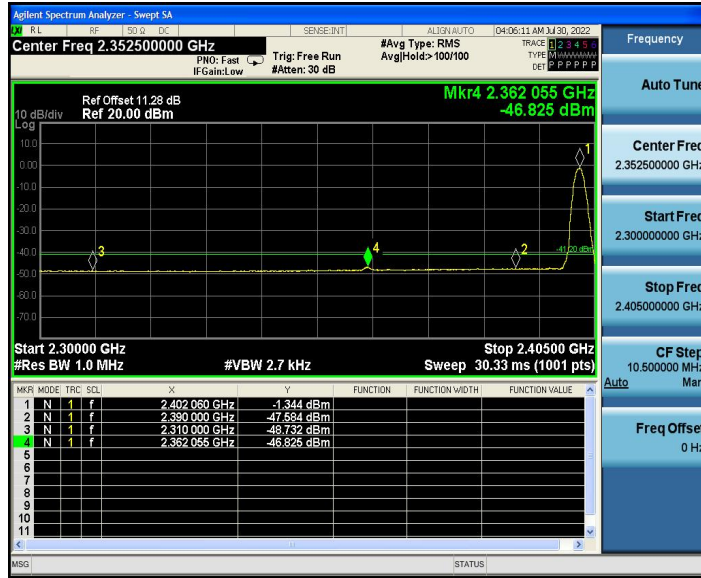 Agilent Spectrum Analyzer - Swept SA
LXI RL RF 50 Ω DC SENSE:INT ALIGN AUTO 04:06:11 AM Jul 30, 2022
Center Freq 2.352500000 GHz #Avg Type: RMS TRACE 1 2 3 4 5 6
PNO: Fast Trig: Free Run Avg|Hold:>100/100 TYPE M
IFGain:Low #Atten: 30 dB DET P P P P P P
Mkr4 2.362 055 GHz
-46.825 dBm
Ref Offset 11.28 dB
10 dB/div Ref 20.00 dBm
Log
10.0
0.00
-10.0
-20.0
-30.0
-40.0
-50.0
-60.0
-70.0
1
2
3
4
-41.20 dBm
Start 2.30000 GHz Stop 2.40500 GHz
#Res BW 1.0 MHz #VBW 2.7 kHz Sweep 30.33 ms (1001 pts)
MKR MODE TRC SCL X Y FUNCTION FUNCTION WIDTH FUNCTION VALUE
1 N 1 f 2.402 060 GHz -1.344 dBm
2 N 1 f 2.390 000 GHz -47.584 dBm
3 N 1 f 2.310 000 GHz -48.732 dBm
4 N 1 f 2.362 055 GHz -46.825 dBm
5
6
7
8
9
10
11
MSG STATUS
Frequency
Auto Tune
Center Freq
2.352500000 GHz
Start Freq
2.300000000 GHz
Stop Freq
2.405000000 GHz
CF Step
10.500000 MHz
Auto Man
Freq Offset
0 Hz